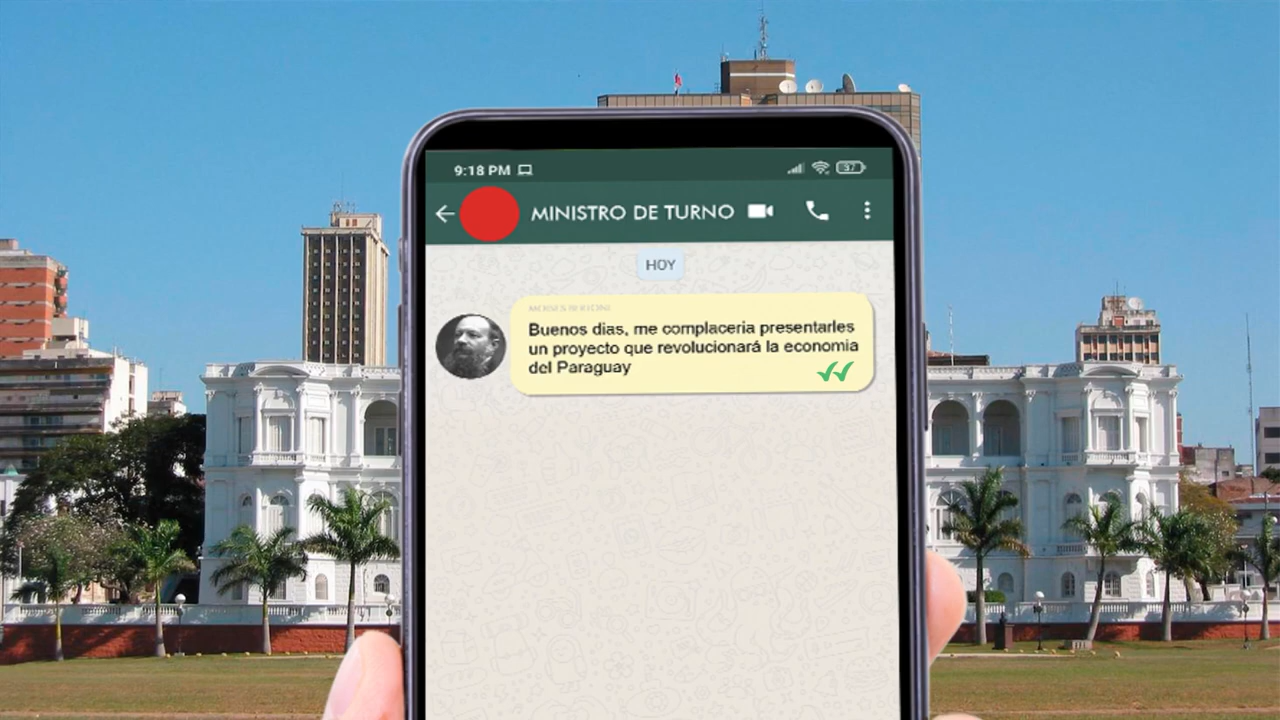 9:18 PM
57
MINISTRO DE TURNO
HOY
Buenos dias, me complaceria presentarles
un proyecto que revolucionará la economia
del Paraguay